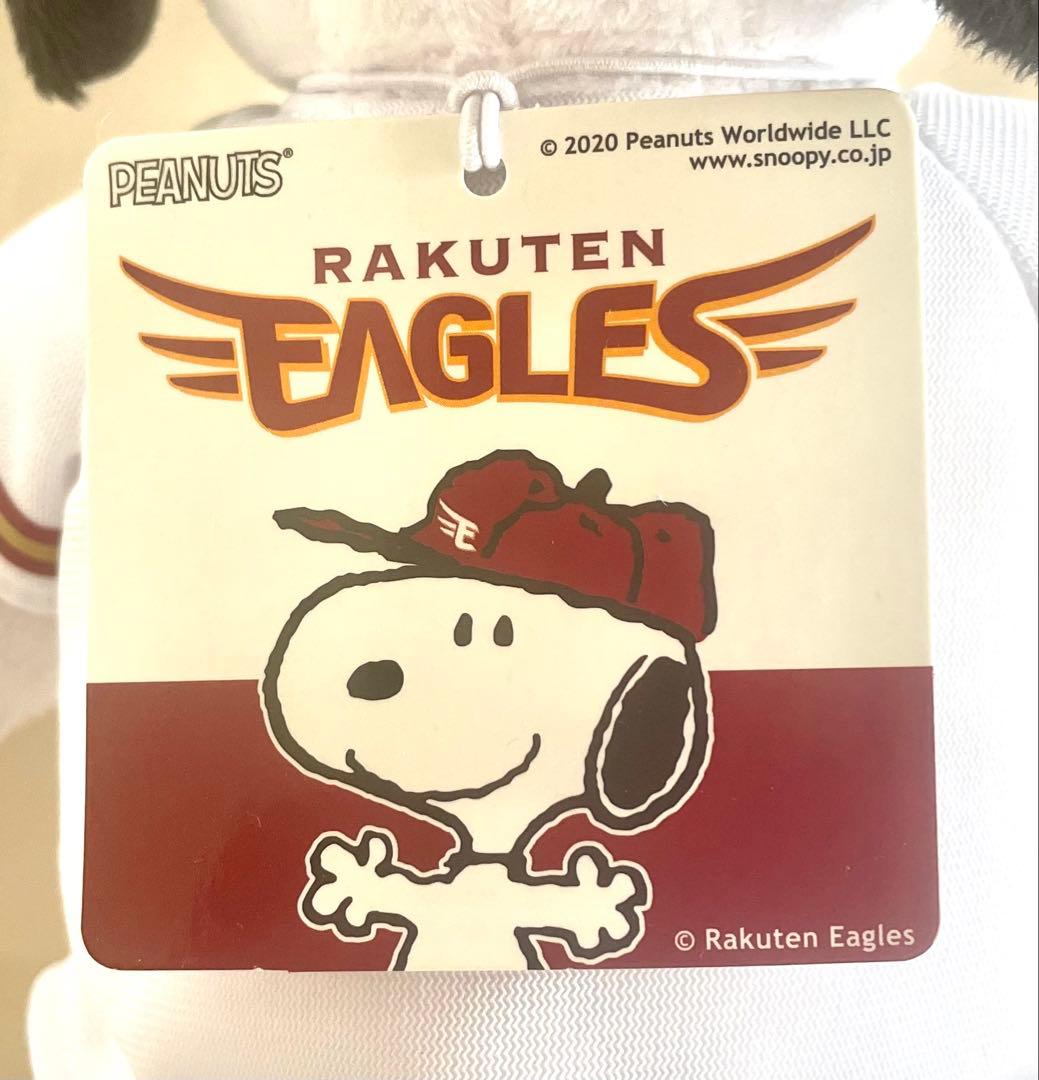 PEANUTS®
© 2020 Peanuts Worldwide LLC
www.snoopy.co.jp
RAKUTEN
EAGLES
E
© Rakuten Eagles